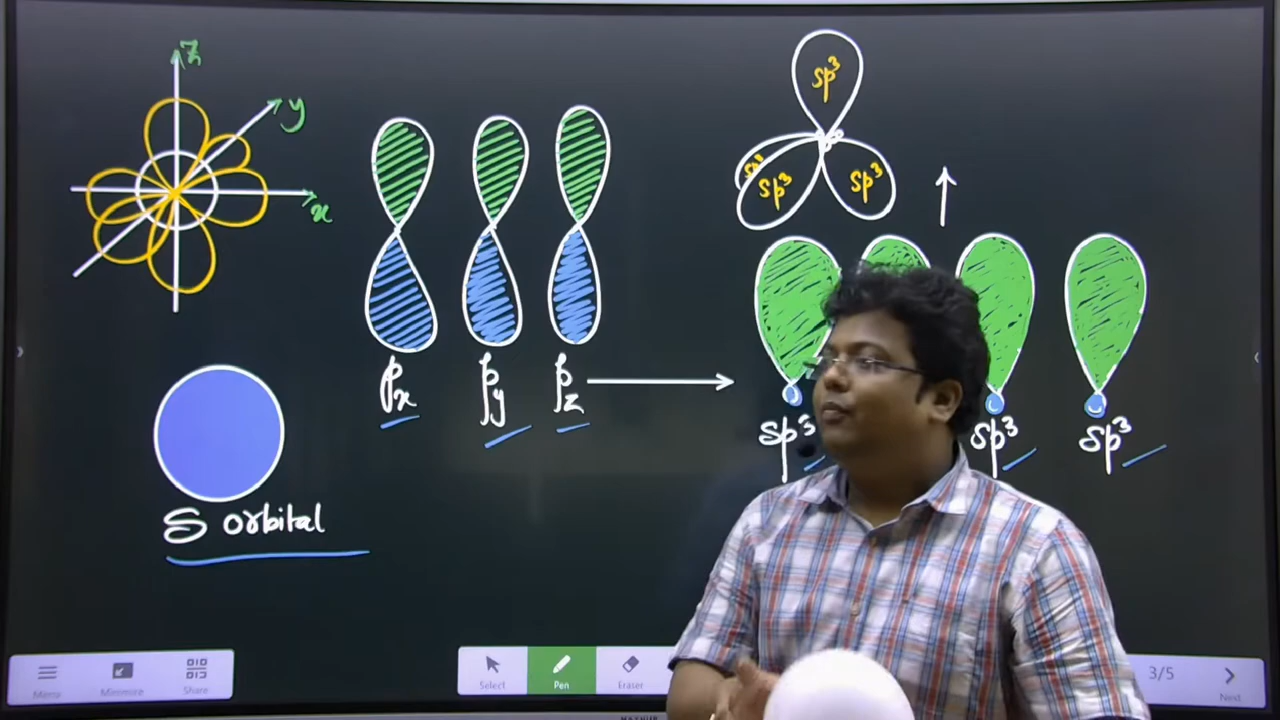 z
y
x
px py pz
s orbital
sp³
sp³ sp³ sp³
sp³ sp³ sp³
Menu Minimize Share
Select Pen Eraser
3/5 Next